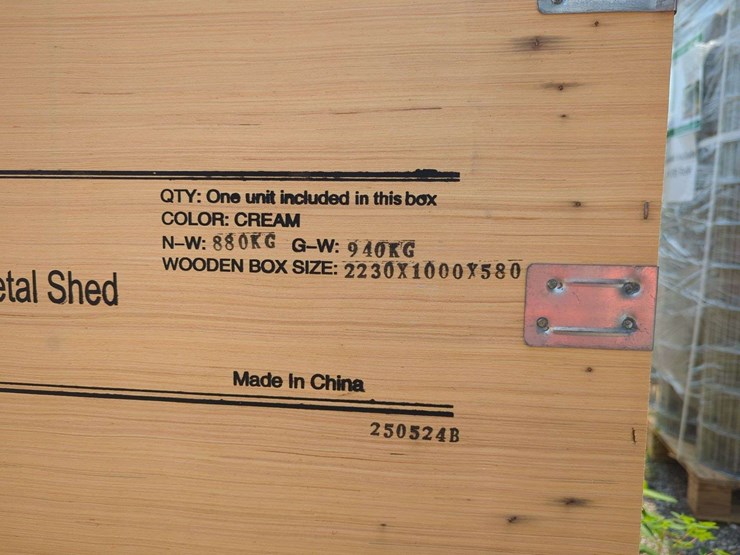 QTY: One unit included in this box
COLOR: CREAM
N-W: 880KG G-W: 940KG
WOODEN BOX SIZE: 2230X1000X580
etal Shed
Made In China
250524B